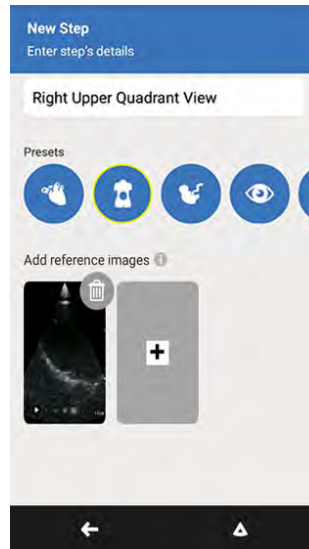 New Step
Enter step's details
Right Upper Quadrant View
Presets
Add reference images